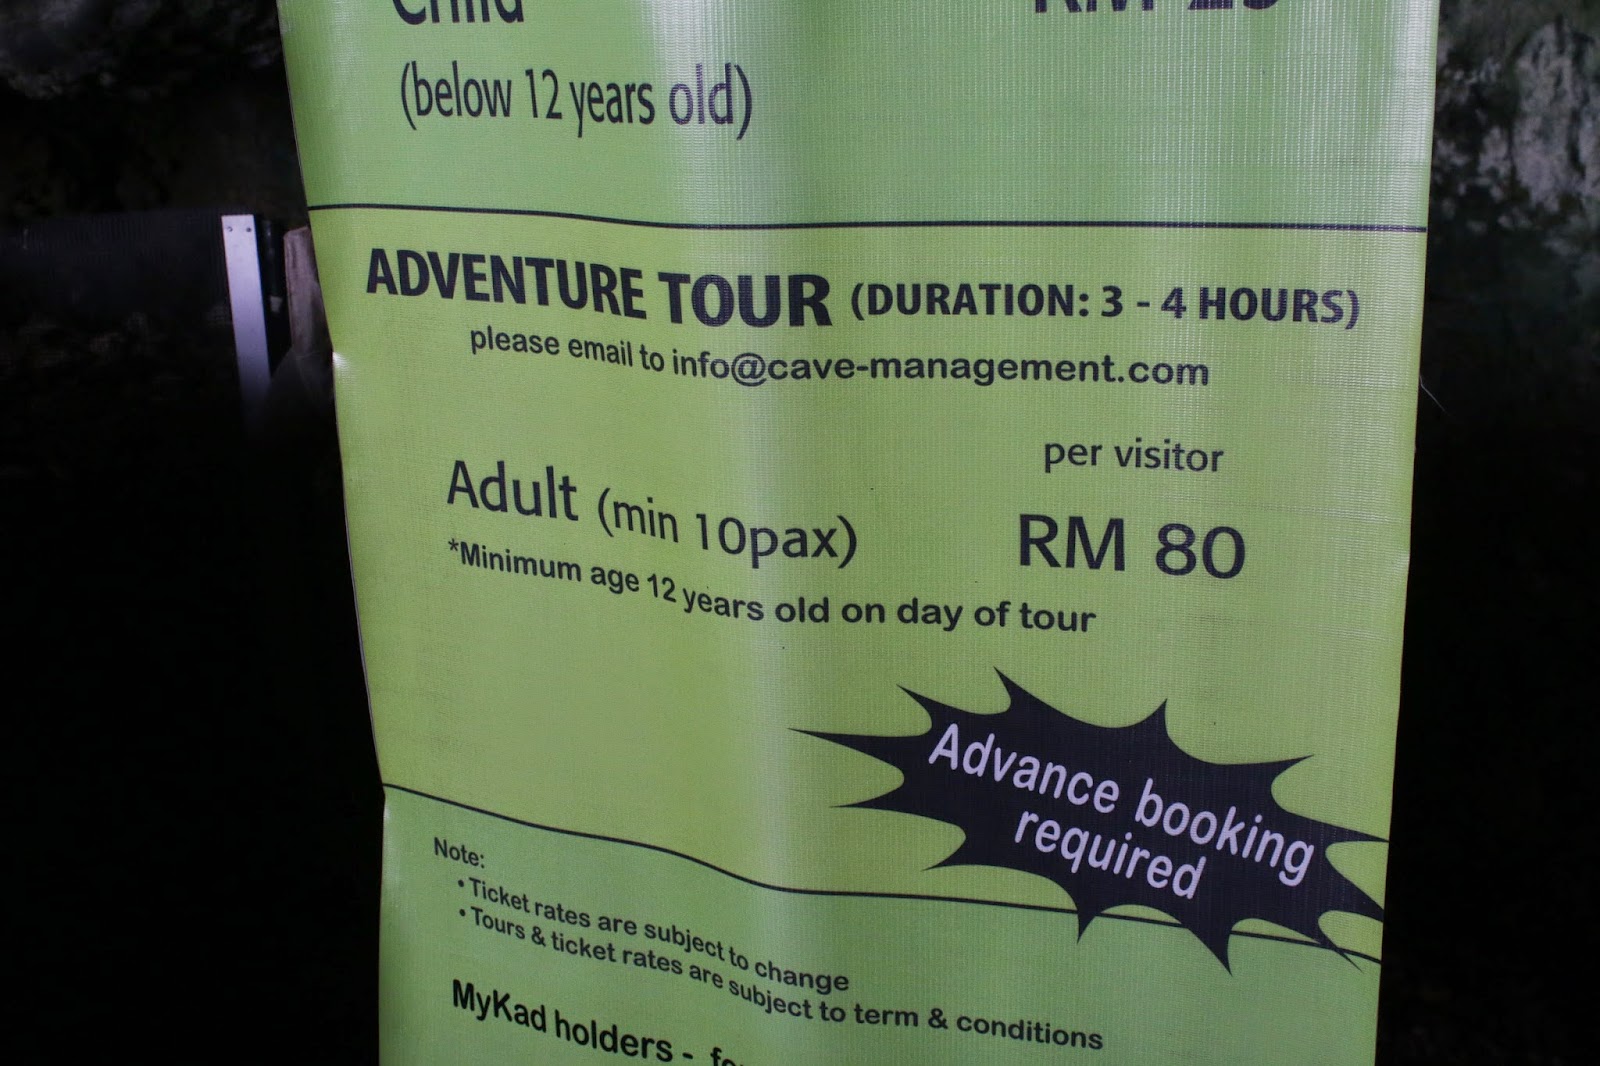 Child
(below 12 years old)
ADVENTURE TOUR (DURATION: 3 - 4 HOURS)
please email to info@cave-management.com
per visitor
Adult (min 10pax) RM 80
*Minimum age 12 years old on day of tour
Advance booking
required
Note:
• Ticket rates are subject to change
• Tours & ticket rates are subject to term & conditions
MyKad holders -